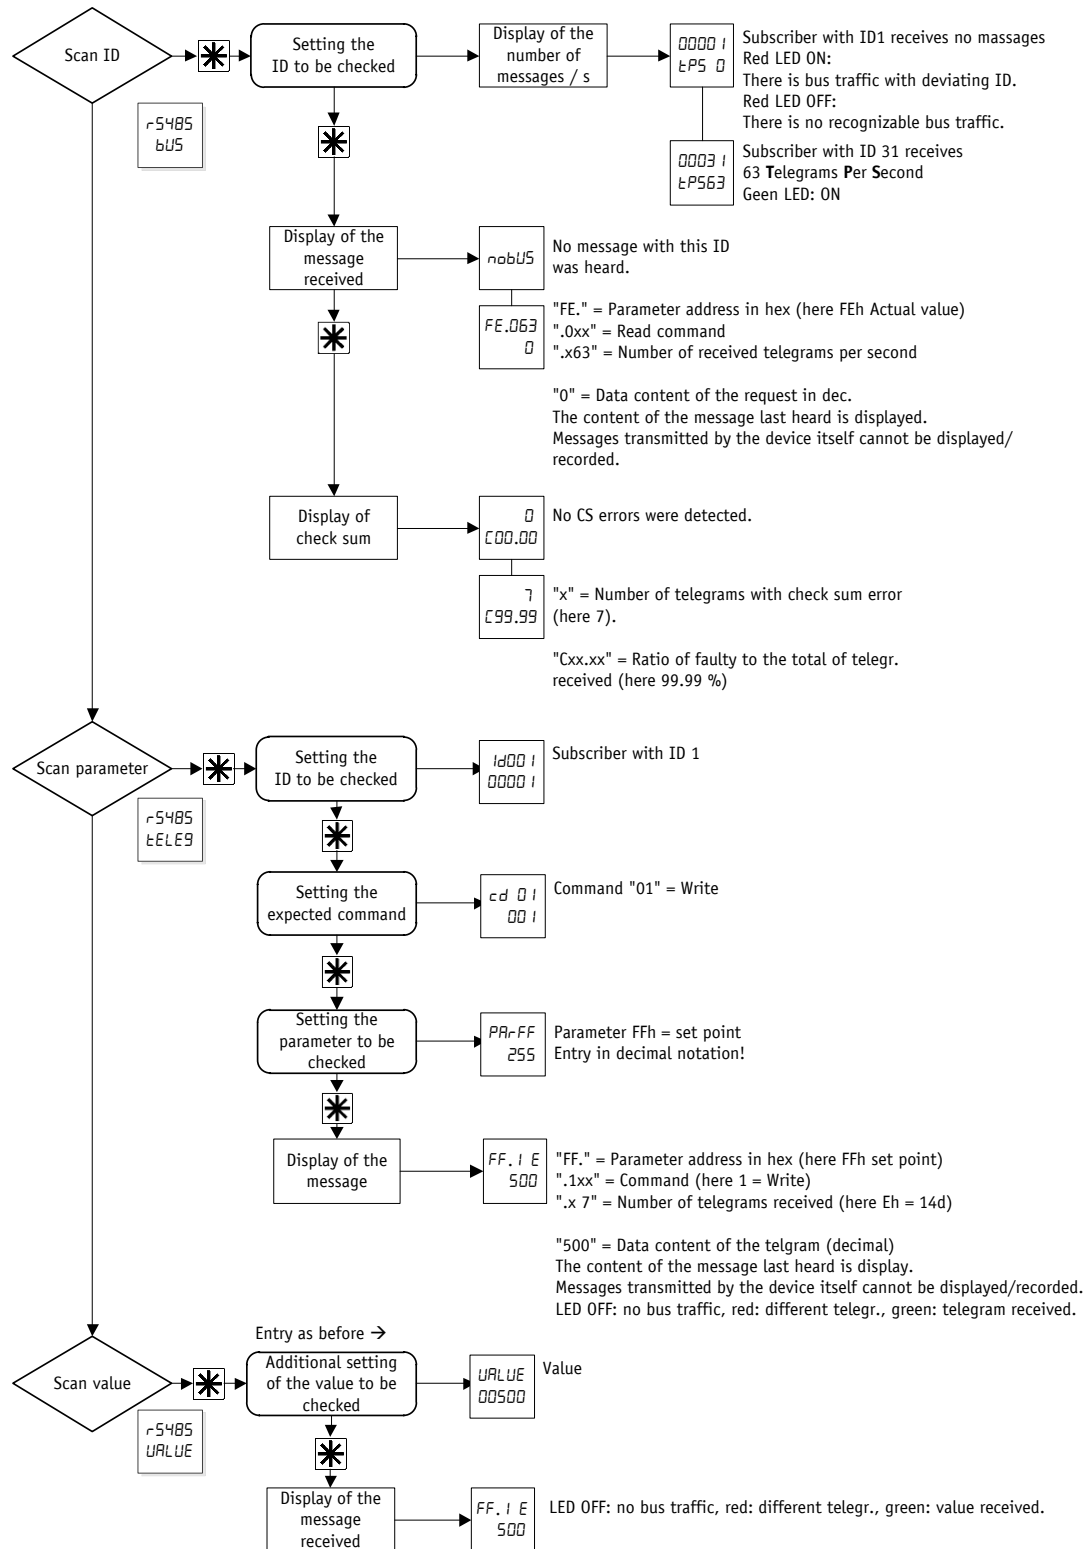 Scan ID
r5485
bUS
Setting the
ID to be checked
Display of the
number of
messages / s
00001
tPS 0
Subscriber with ID1 receives no massages
Red LED ON:
There is bus traffic with deviating ID.
Red LED OFF:
There is no recognizable bus traffic.
00031
tPS63
Subscriber with ID 31 receives
63 Telegrams Per Second
Geen LED: ON
Display of the
message
received
nobUS
No message with this ID
was heard.
FE.063
0
"FE." = Parameter address in hex (here FEh Actual value)
".0xx" = Read command
".x63" = Number of received telegrams per second
"0" = Data content of the request in dec.
The content of the message last heard is displayed.
Messages transmitted by the device itself cannot be displayed/
recorded.
Display of
check sum
0
C00.00
No CS errors were detected.
7
C99.99
"x" = Number of telegrams with check sum error
(here 7).
"Cxx.xx" = Ratio of faulty to the total of telegr.
received (here 99.99 %)
Scan parameter
rS485
tELEg
Setting the
ID to be checked
Id001
00001
Subscriber with ID 1
Setting the
expected command
cd 01
001
Command "01" = Write
Setting the
parameter to be
checked
PArFF
255
Parameter FFh = set point
Entry in decimal notation!
Display of the
message
FF.1 E
500
"FF." = Parameter address in hex (here FFh set point)
".1xx" = Command (here 1 = Write)
".x 7" = Number of telegrams received (here Eh = 14d)
"500" = Data content of the telgram (decimal)
The content of the message last heard is display.
Messages transmitted by the device itself cannot be displayed/recorded.
LED OFF: no bus traffic, red: different telegr., green: telegram received.
Scan value
rS485
UALUE
Entry as before →
Additional setting
of the value to be
checked
UALUE
00500
Value
Display of the
message
received
FF.1 E
500
LED OFF: no bus traffic, red: different telegr., green: value received.